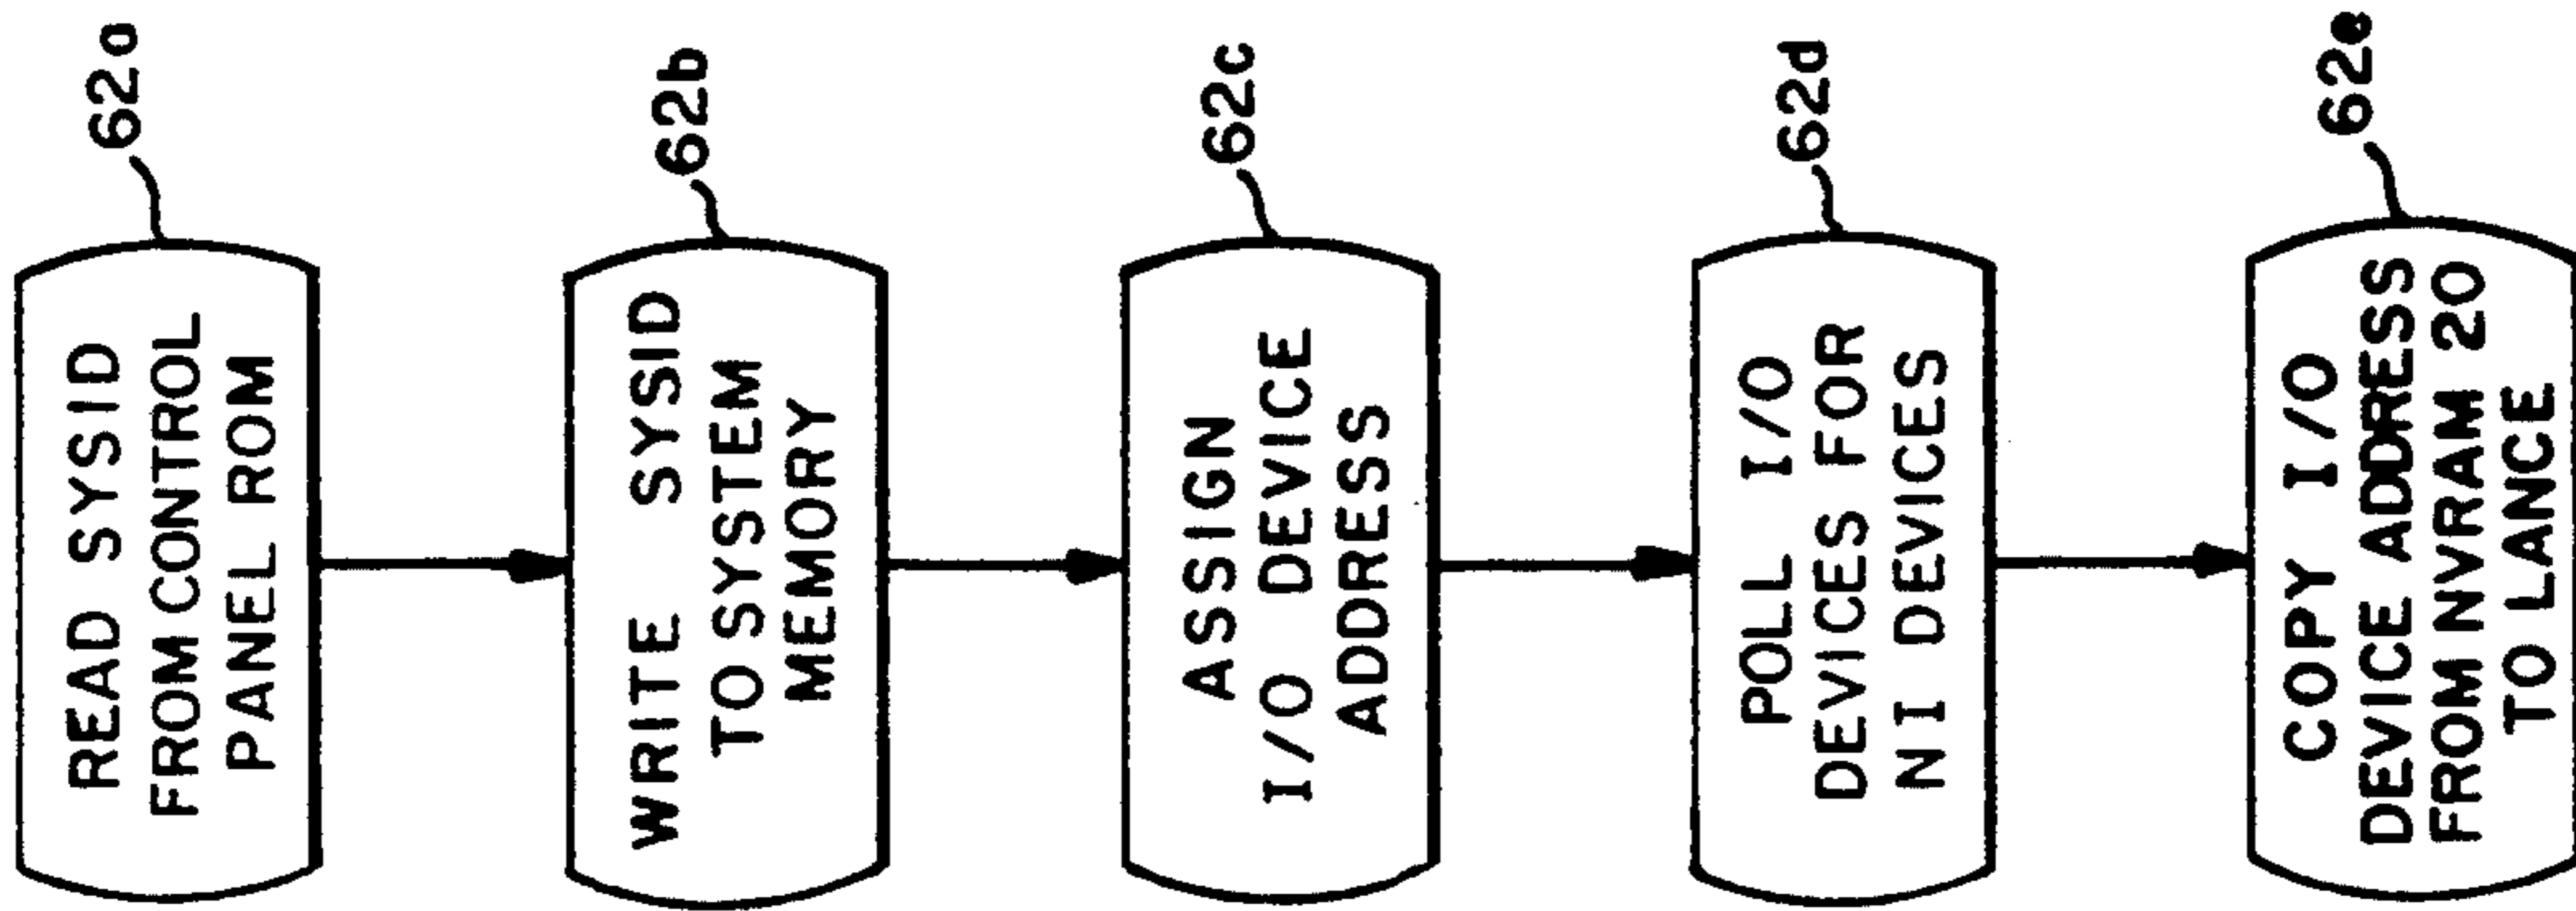 62a
READ SYSID
FROM CONTROL
PANEL ROM
62b
WRITE SYSID
TO SYSTEM
MEMORY
62c
ASSIGN
I/O DEVICE
ADDRESS
62d
POLL I/O
DEVICES FOR
NI DEVICES
62e
COPY I/O
DEVICE ADDRESS
FROM NVRAM 20
TO LANCE